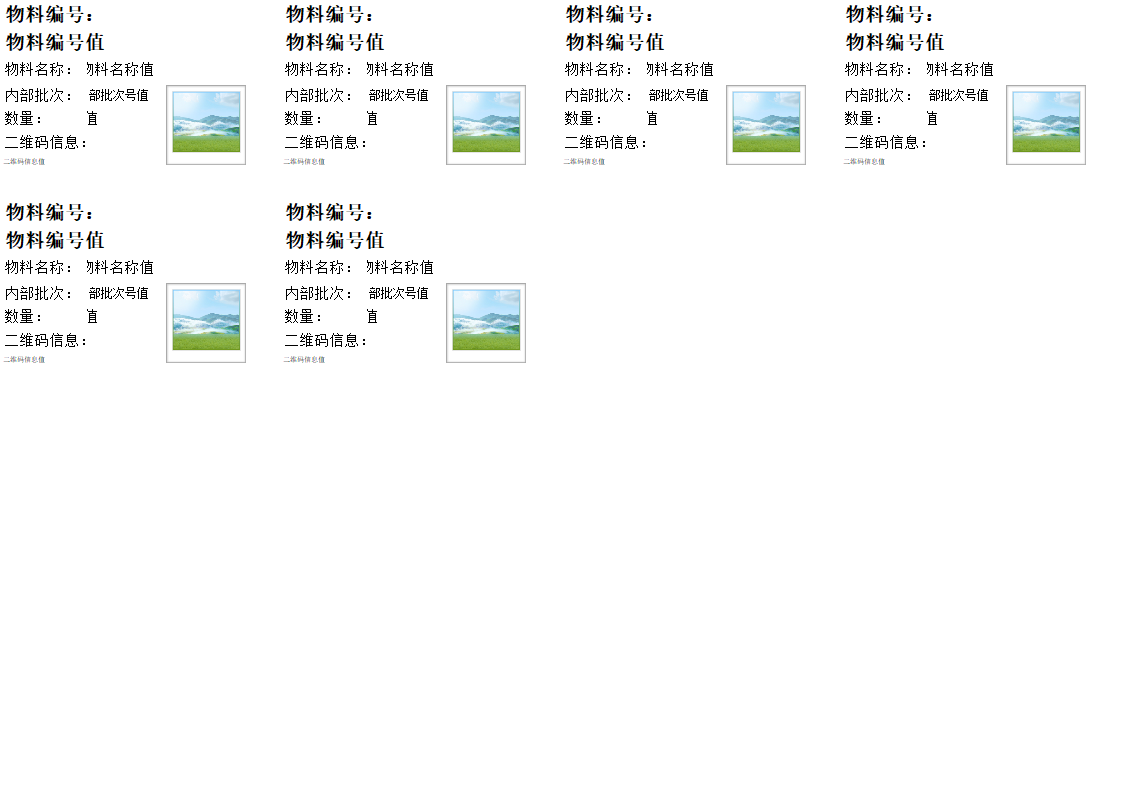 物料编号：
物料编号值
物料名称： 物料名称值
内部批次： 部批次号值
数量： 值
二维码信息：
二维码信息值
物料编号：
物料编号值
物料名称： 物料名称值
内部批次： 部批次号值
数量： 值
二维码信息：
二维码信息值
物料编号：
物料编号值
物料名称： 物料名称值
内部批次： 部批次号值
数量： 值
二维码信息：
二维码信息值
物料编号：
物料编号值
物料名称： 物料名称值
内部批次： 部批次号值
数量： 值
二维码信息：
二维码信息值
物料编号：
物料编号值
物料名称： 物料名称值
内部批次： 部批次号值
数量： 值
二维码信息：
二维码信息值
物料编号：
物料编号值
物料名称： 物料名称值
内部批次： 部批次号值
数量： 值
二维码信息：
二维码信息值